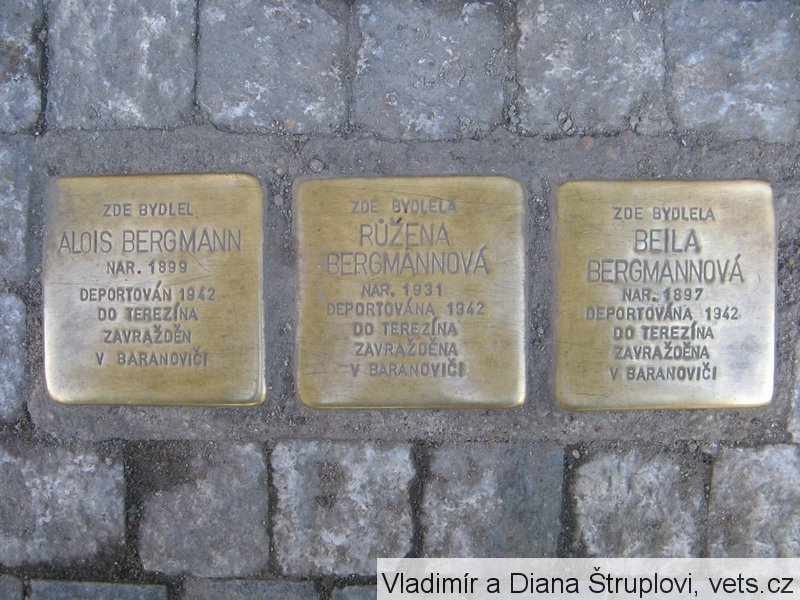 ZDE BYDLEL
ALOIS BERGMANN
NAR. 1899
DEPORTOVÁN 1942
DO TEREZÍNA
ZAVRAŽDĚN
V BARANOVIČI
ZDE BYDLELA
RŮŽENA
BERGMANNOVÁ
NAR. 1931
DEPORTOVÁNA 1942
DO TEREZÍNA
ZAVRAŽDĚNA
V BARANOVIČI
ZDE BYDLELA
BEILA
BERGMANNOVÁ
NAR. 1897
DEPORTOVÁNA 1942
DO TEREZÍNA
ZAVRAŽDĚNA
V BARANOVIČI
Vladimír a Diana Štruplovi, vets.cz